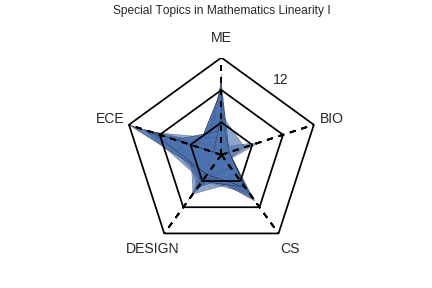 Special Topics in Mathematics Linearity I
ME
12
ECE
BIO
DESIGN
CS